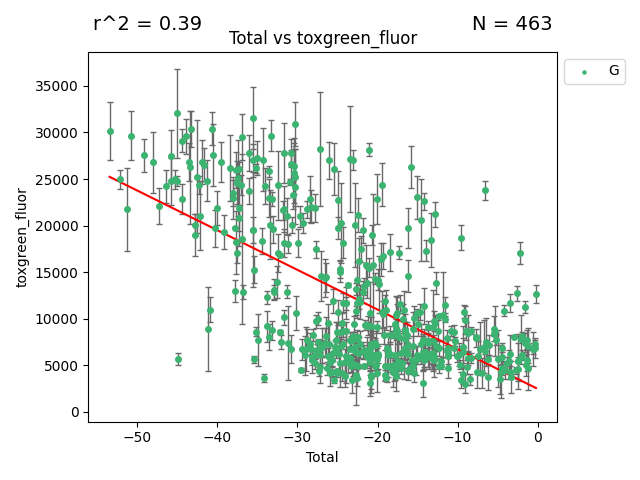 r^2 = 0.39
N = 463
Total vs toxgreen_fluor
G
35000
30000
25000
20000
15000
10000
5000
0
toxgreen_fluor
−50
−40
−30
−20
−10
0
Total